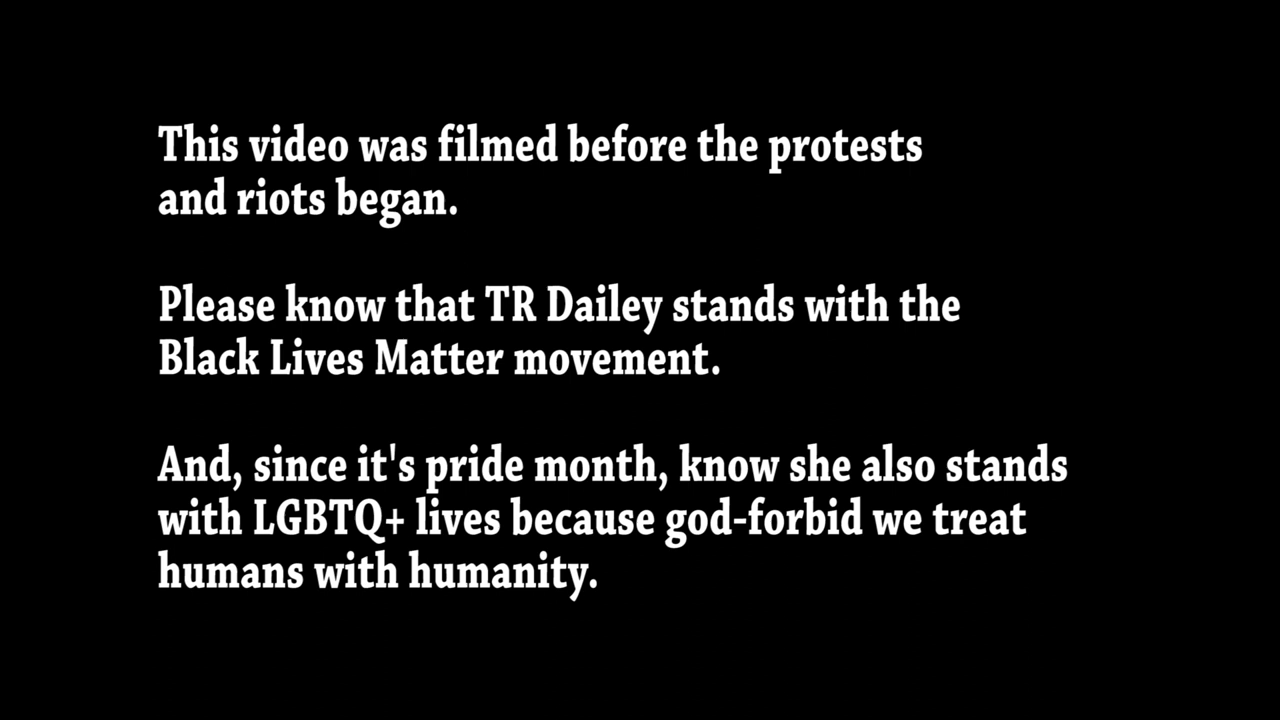 This video was filmed before the protests
and riots began.
Please know that TR Dailey stands with the
Black Lives Matter movement.
And, since it's pride month, know she also stands
with LGBTQ+ lives because god-forbid we treat
humans with humanity.